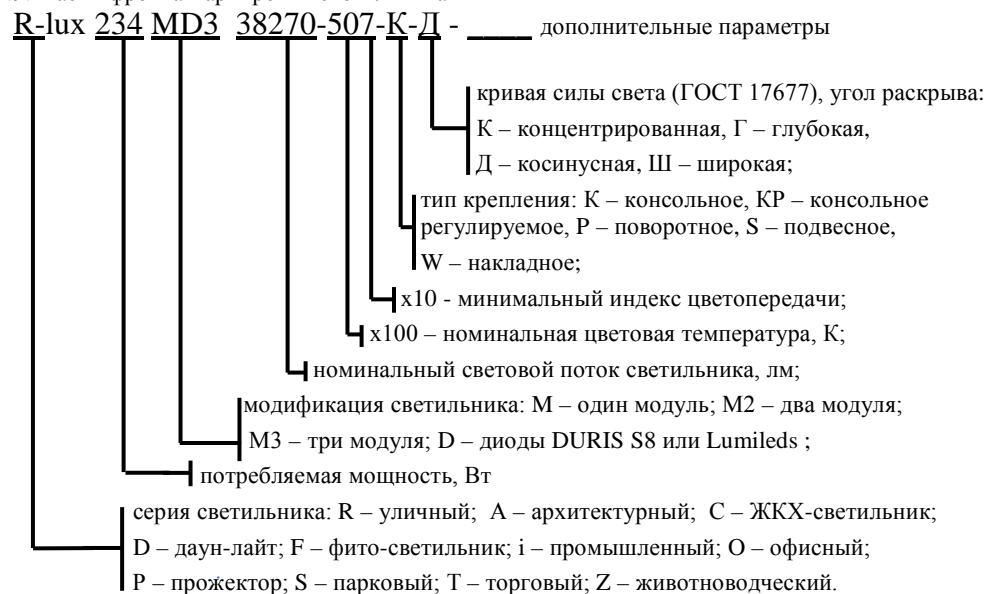 R-lux 234 MD3 38270-507-К-Д - ____ дополнительные параметры
кривая силы света (ГОСТ 17677), угол раскрыва:
К – концентрированная, Г – глубокая,
Д – косинусная, Ш – широкая;
тип крепления: К – консольное, КР – консольное
регулируемое, Р – поворотное, S – подвесное,
W – накладное;
х10 - минимальный индекс цветопередачи;
х100 – номинальная цветовая температура, К;
номинальный световой поток светильника, лм;
модификация светильника: М – один модуль; М2 – два модуля;
М3 – три модуля; D – диоды DURIS S8 или Lumileds ;
потребляемая мощность, Вт
серия светильника: R – уличный; А – архитектурный; С – ЖКХ-светильник;
D – даун-лайт; F – фито-светильник; i – промышленный; О – офисный;
Р – прожектор; S – парковый; Т – торговый; Z – животноводческий.